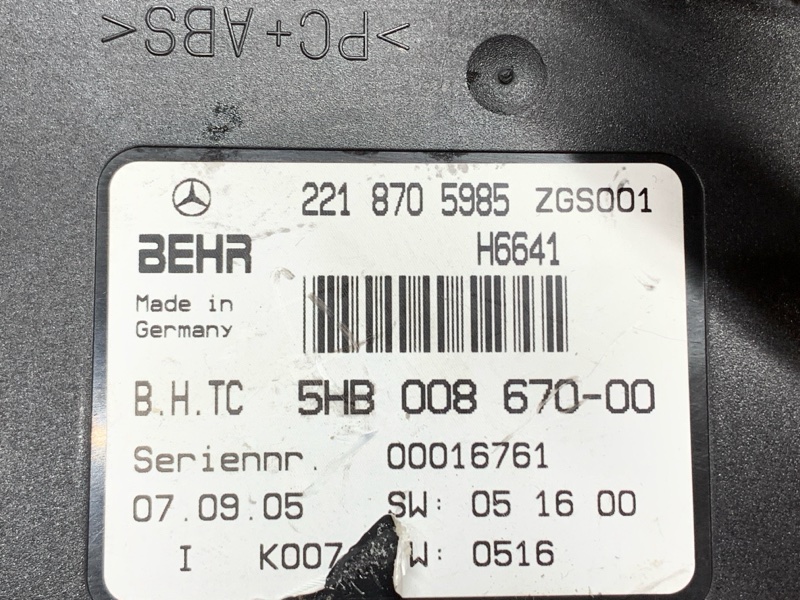 >PC+ABS<
221 870 5985 ZGS001
BEHR H6641
Made in
Germany
B.H.TC 5HB 008 670-00
Seriennr. 00016761
07.09.05 SW: 05 16 00
I K007 W: 0516